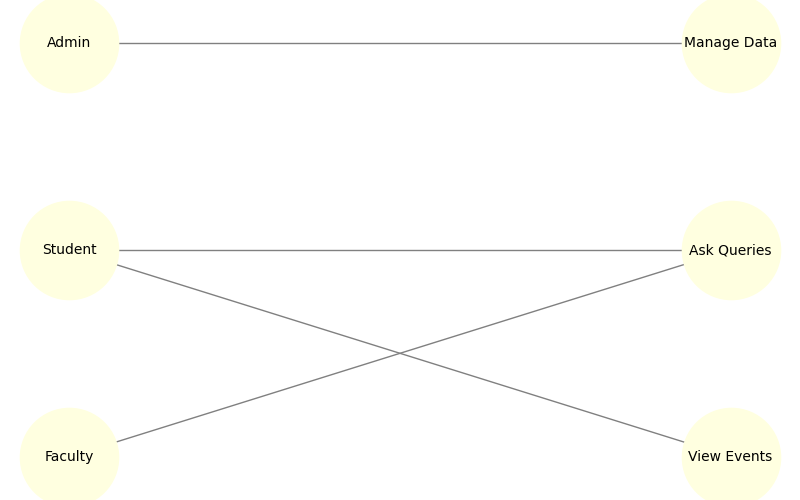 Admin
Manage Data
Student
Ask Queries
Faculty
View Events